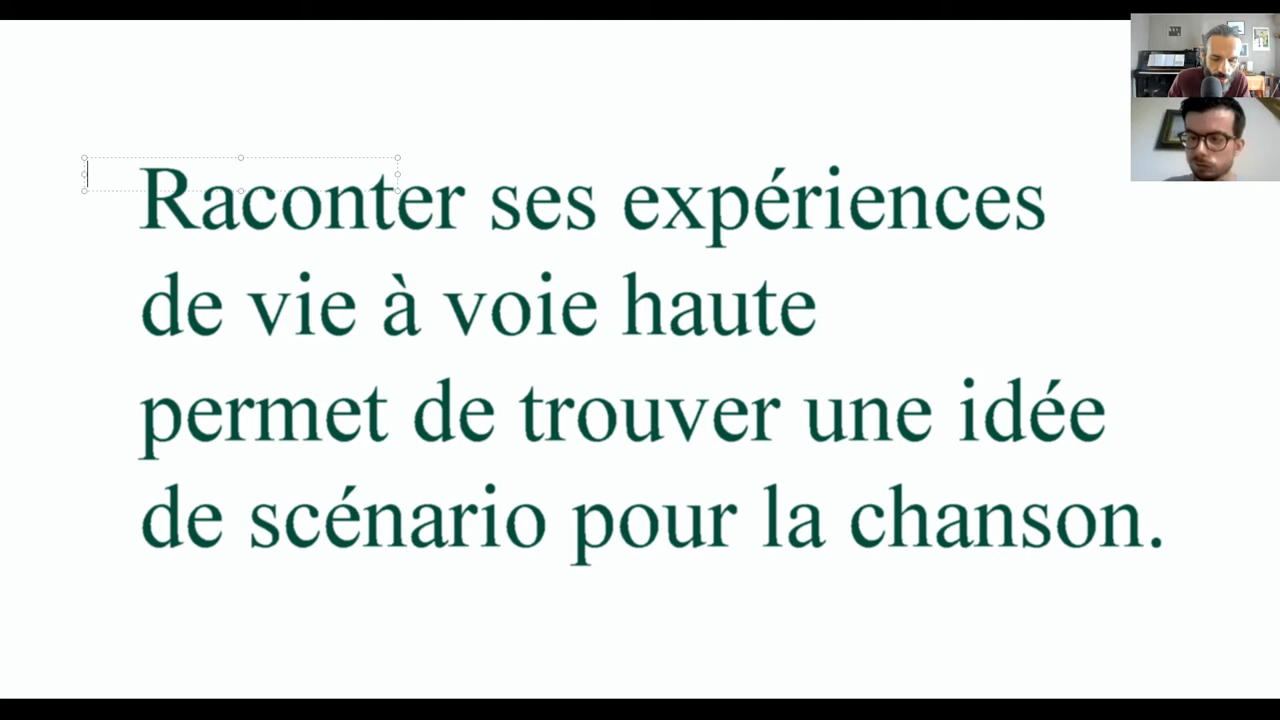 Raconter ses expériences
de vie à voie haute
permet de trouver une idée
de scénario pour la chanson.